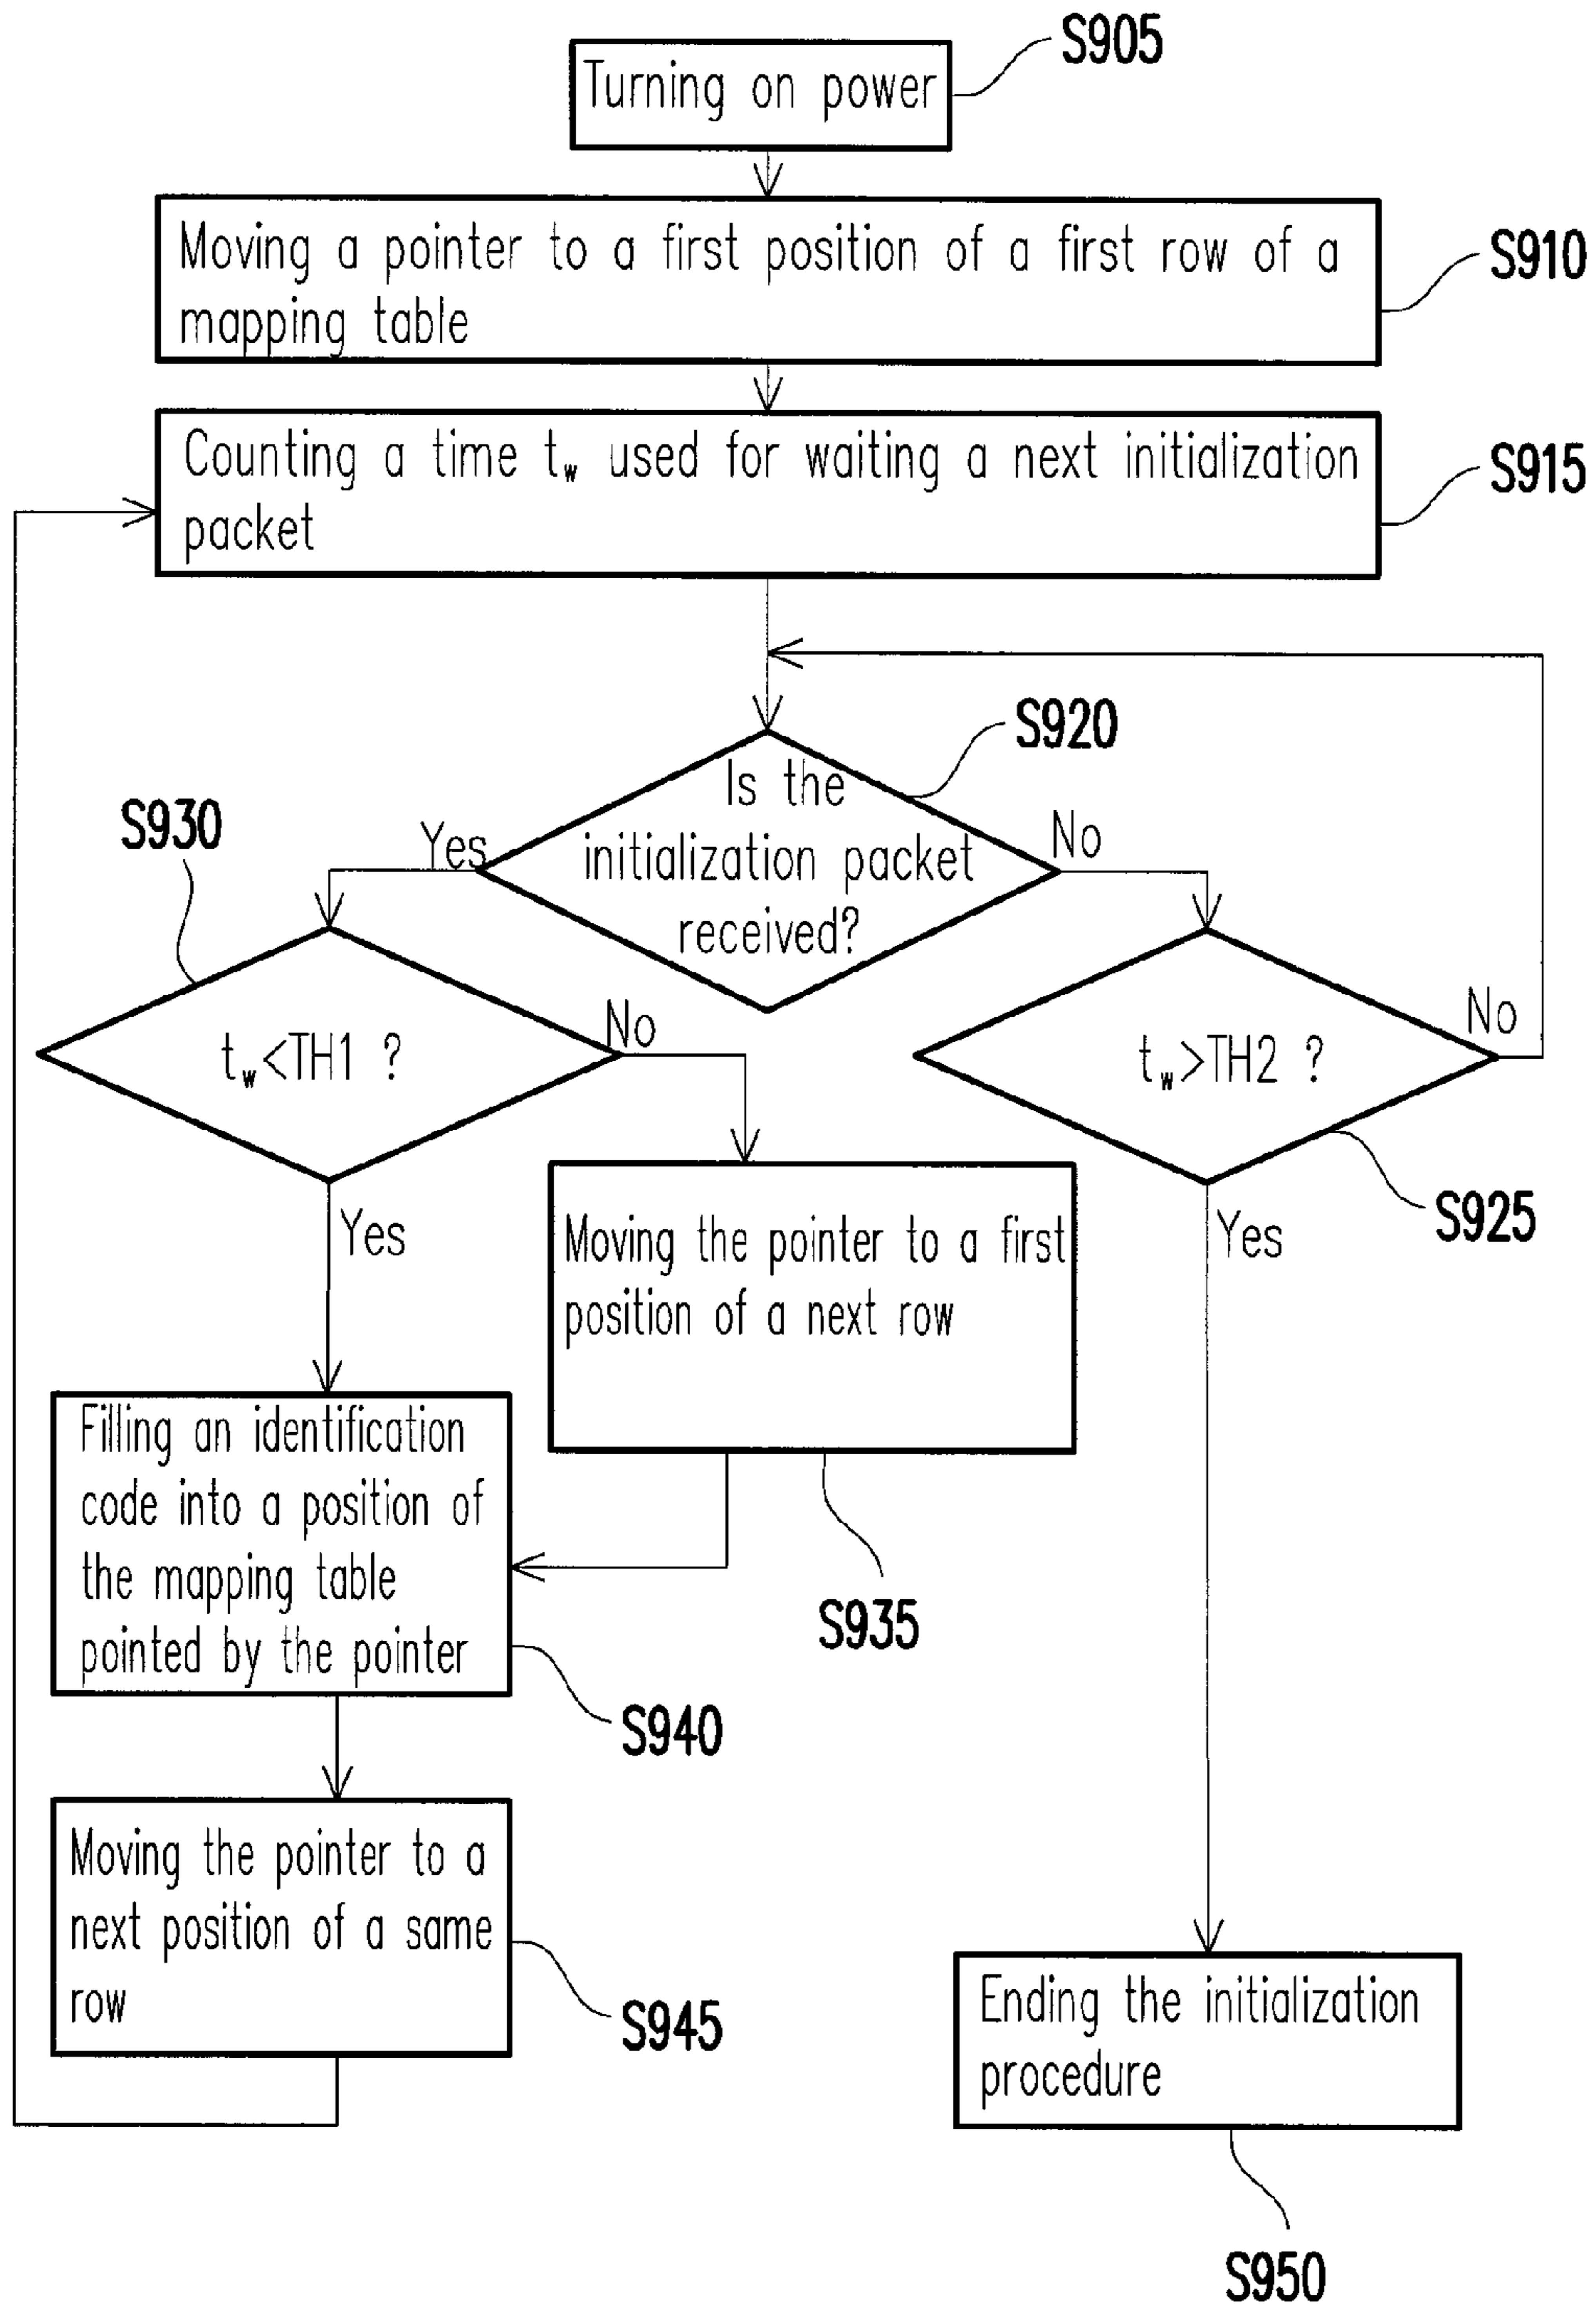 S905
Turning on power
Moving a pointer to a first position of a first row of a
mapping table
S910
Counting a time tw used for waiting a next initialization
packet
S915
S920
Is the
initialization packet
received?
Yes
No
S930
tw<TH1 ?
No
Yes
tw>TH2 ?
No
Yes
S925
Moving the pointer to a first
position of a next row
S935
Filling an identification
code into a position of
the mapping table
pointed by the pointer
S940
Moving the pointer to a
next position of a same
row
S945
Ending the initialization
procedure
S950